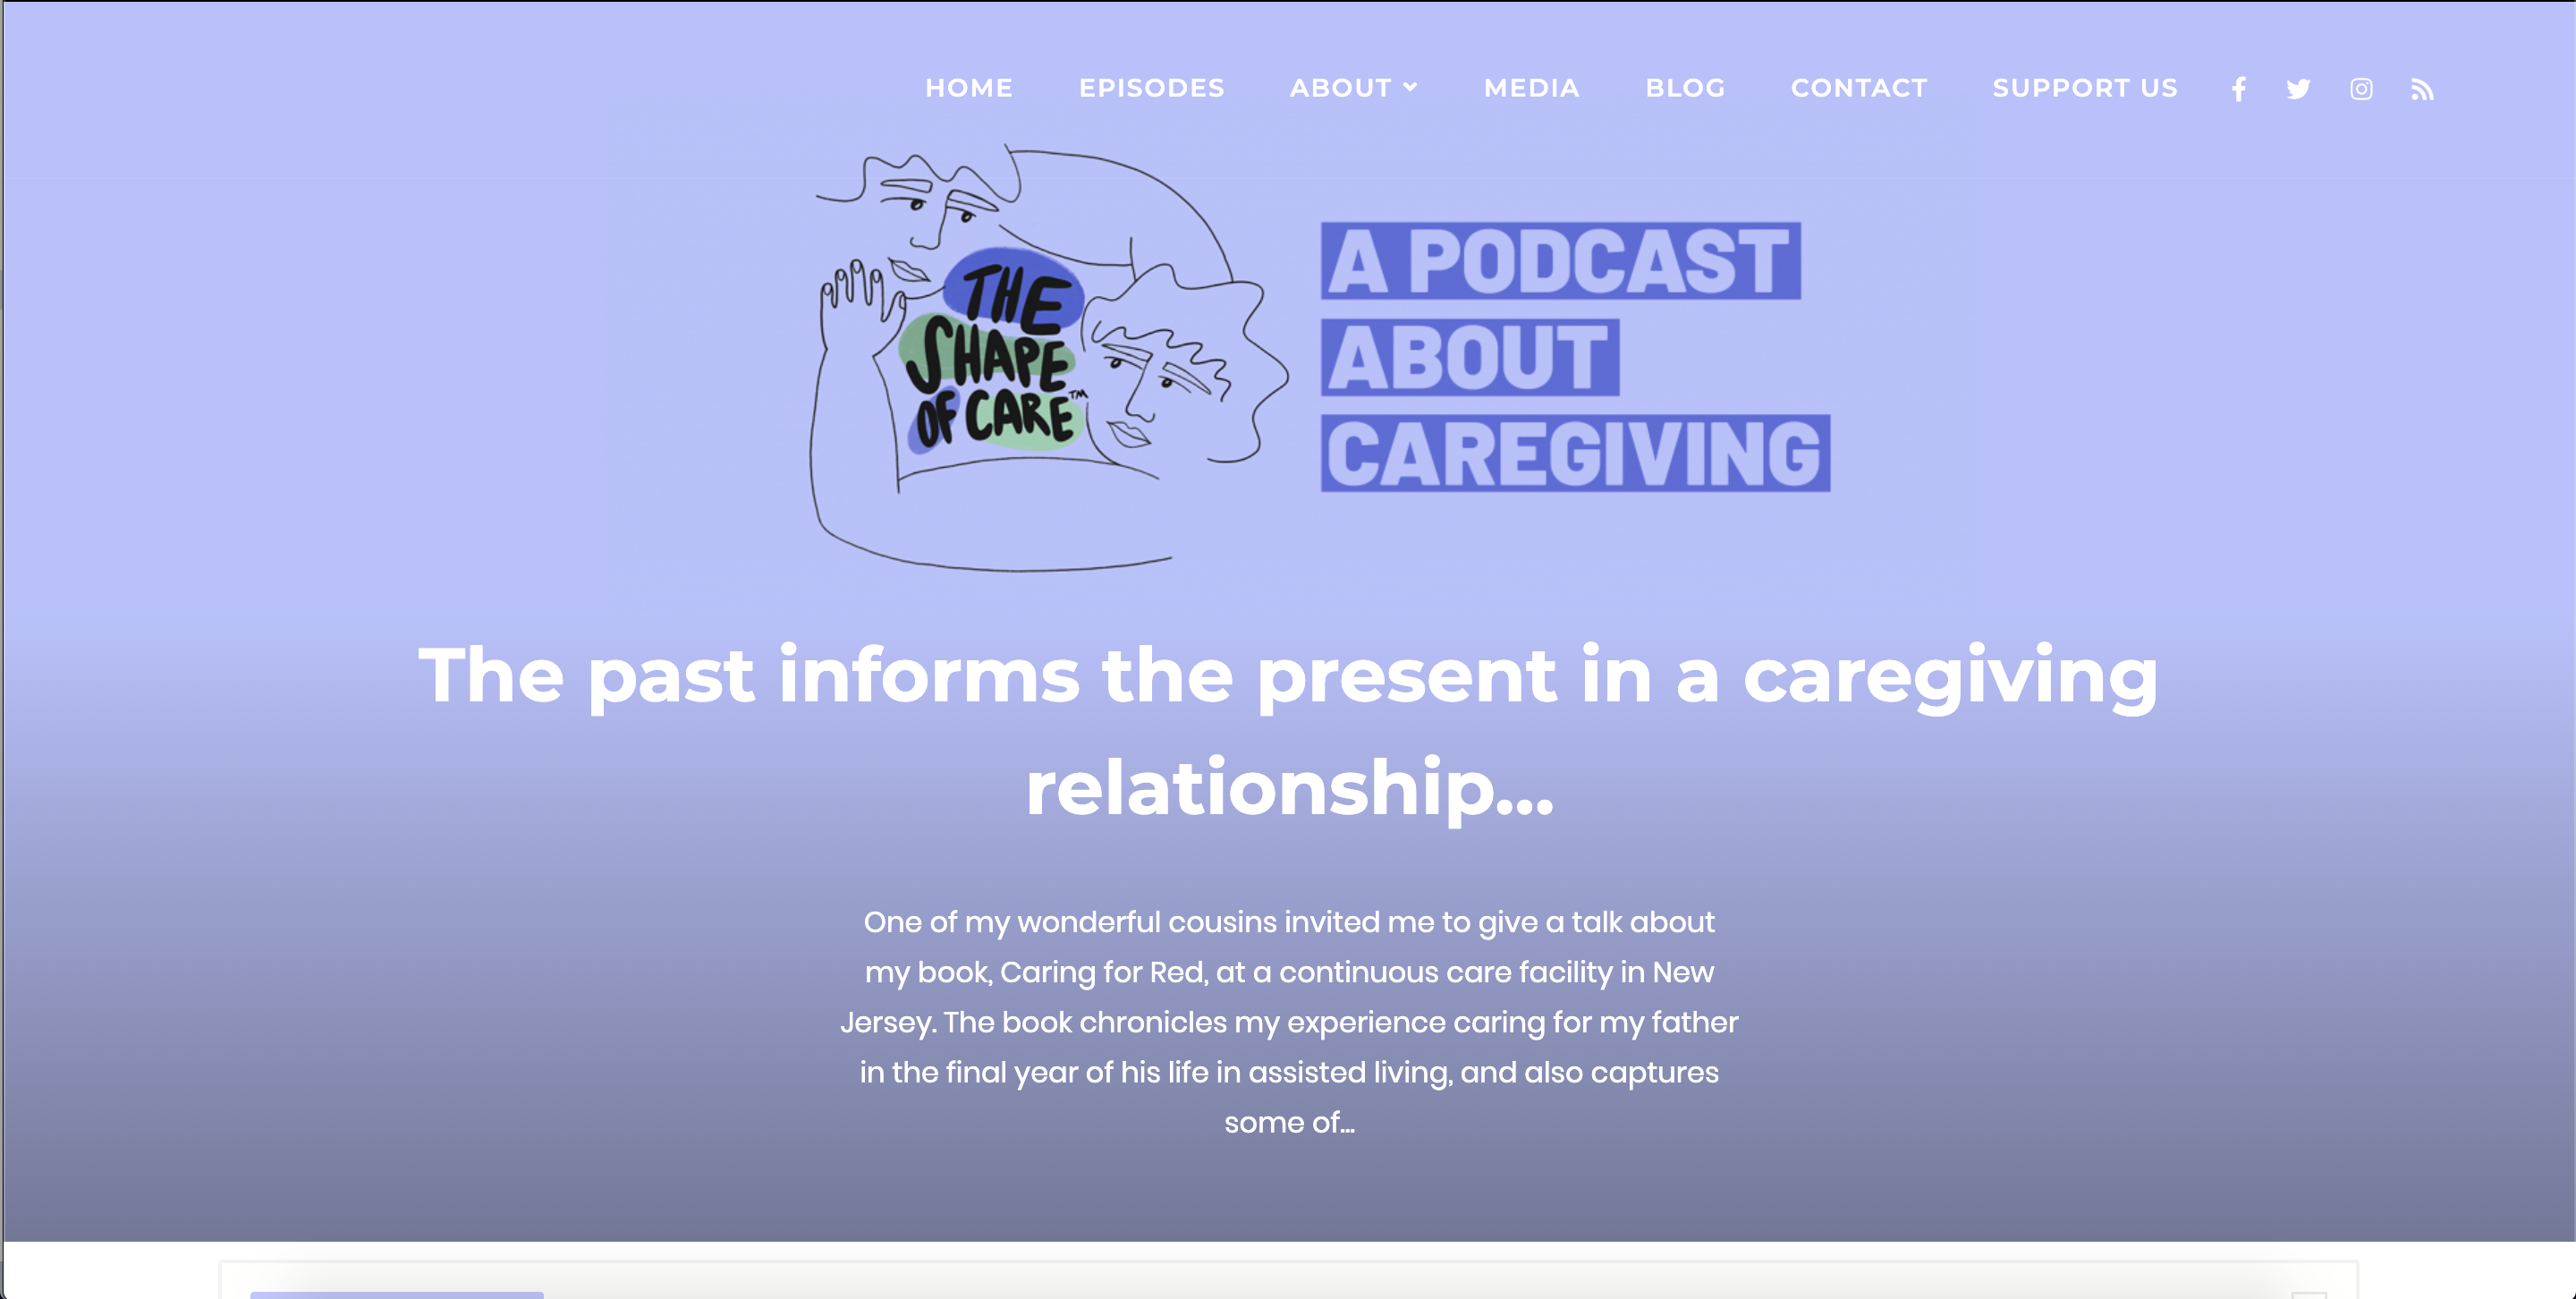 HOME EPISODES ABOUT MEDIA BLOG CONTACT SUPPORT US
THE
SHAPE
OF CARE™
A PODCAST
ABOUT
CAREGIVING
The past informs the present in a caregiving
relationship...
One of my wonderful cousins invited me to give a talk about
my book, Caring for Red, at a continuous care facility in New
Jersey. The book chronicles my experience caring for my father
in the final year of his life in assisted living, and also captures
some of...